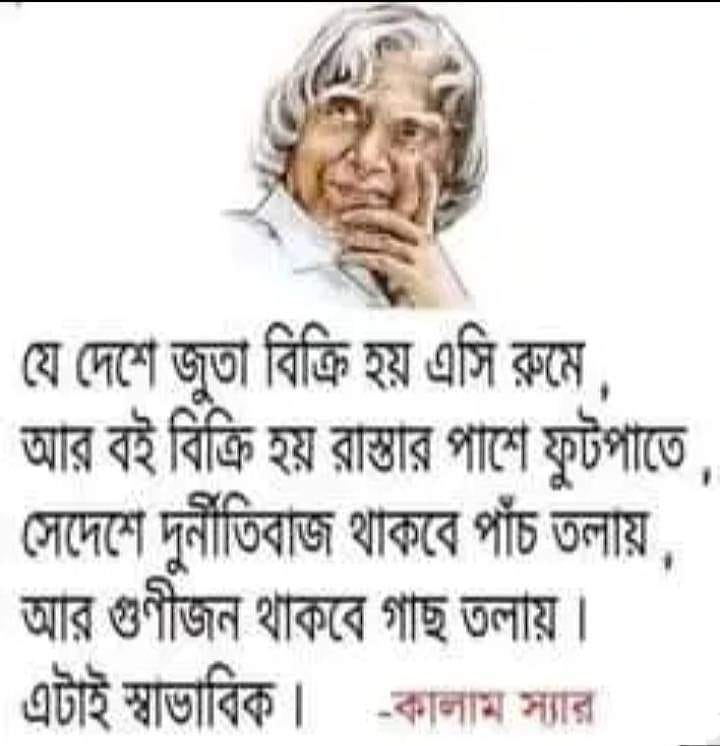 যে দেশে জুতা বিক্রি হয় এসি রুমে ,
আর বই বিক্রি হয় রাস্তার পাশে ফুটপাতে ,
সেদেশে দুর্নীতিবাজ থাকবে পাঁচ তলায় ,
আর গুণীজন থাকবে গাছ তলায় ।
এটাই স্বাভাবিক । -কালাম স্যার